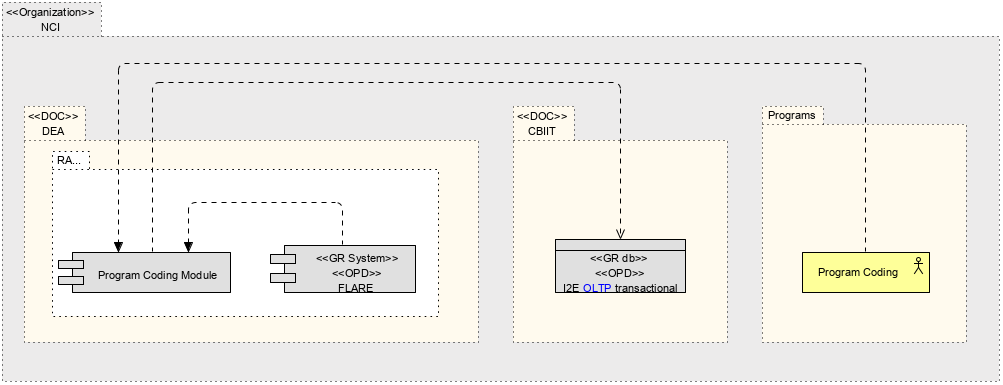 <<Organization>>
NCI
<<DOC>>
DEA
RA...
Program Coding Module
<<GR System>>
<<OPD>>
FLARE
<<DOC>>
CBIIT
<<GR db>>
<<OPD>>
I2E OLTP transactional
Programs
Program Coding